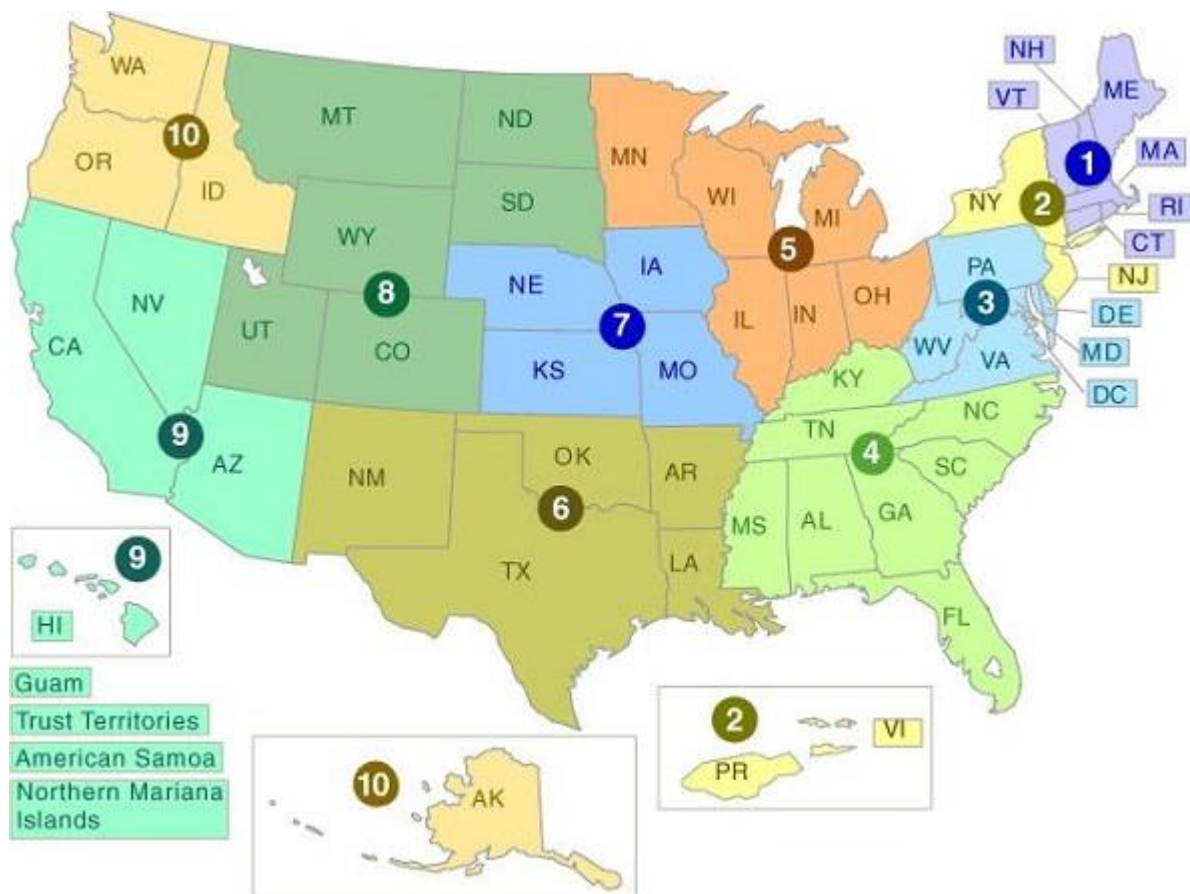 NH
ME
WA
VT
MT
ND
10
MN
MA
OR
1
ID
WI
NY
2
RI
SD
MI
WY
5
CT
PA
IA
NJ
NE
8
OH
3
NV
DE
IL
IN
7
UT
CO
WV
CA
VA
MD
KS
MO
KY
DC
NC
TN
9
4
OK
AZ
SC
AR
NM
6
GA
MS
AL
9
TX
LA
HI
FL
Guam
2
Trust Territories
VI
American Samoa
PR
10
AK
Northern Mariana
Islands